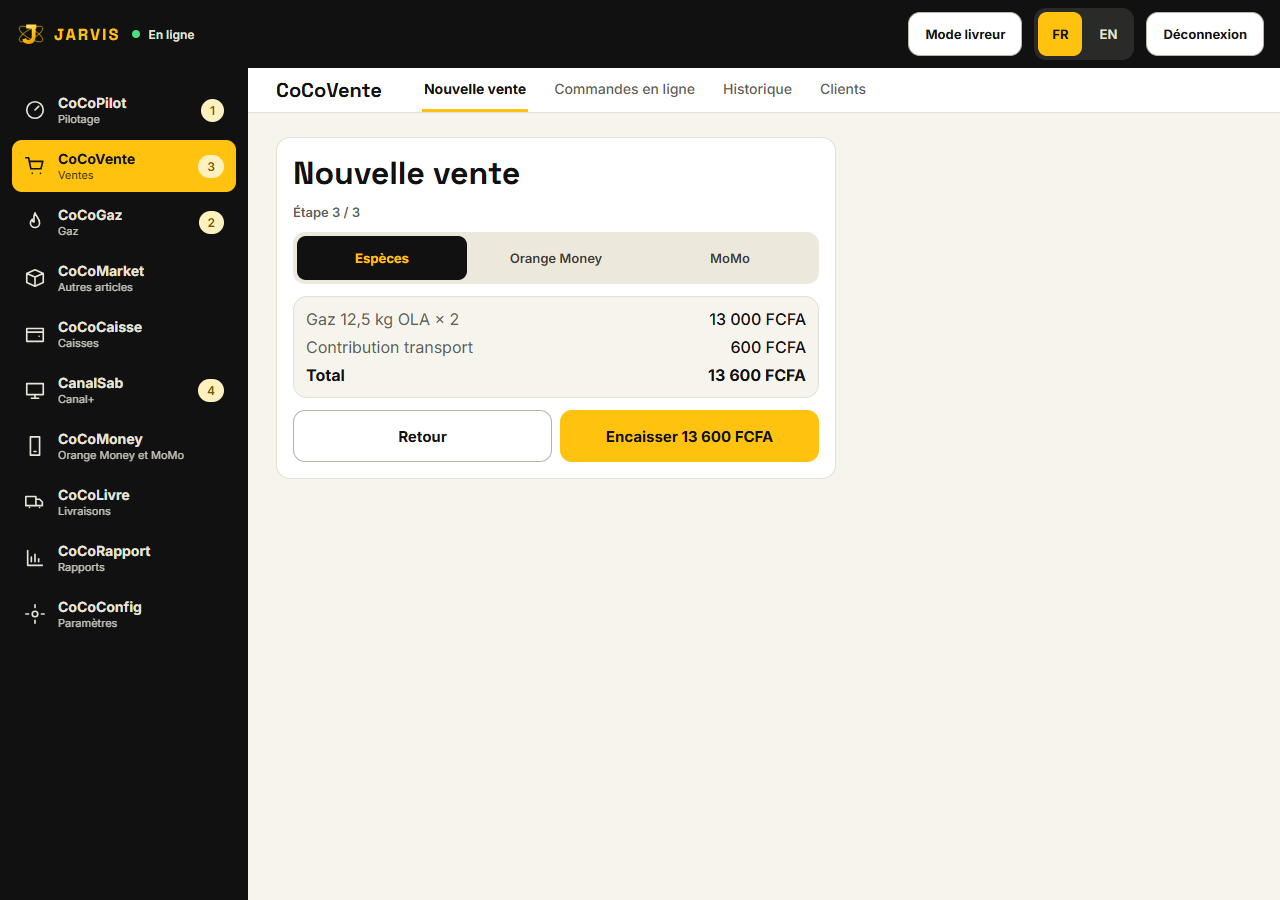 JARVIS En ligne
Mode livreur FR EN Déconnexion
CoCoPilot
Pilotage
1
CoCoVente
Ventes
3
CoCoGaz
Gaz
2
CoCoMarket
Autres articles
CoCoCaisse
Caisses
CanalSab
Canal+
4
CoCoMoney
Orange Money et MoMo
CoCoLivre
Livraisons
CoCoRapport
Rapports
CoCoConfig
Paramètres
CoCoVente Nouvelle vente Commandes en ligne Historique Clients
Nouvelle vente
Étape 3 / 3
Espèces Orange Money MoMo
Gaz 12,5 kg OLA × 2 13 000 FCFA
Contribution transport 600 FCFA
Total 13 600 FCFA
Retour Encaisser 13 600 FCFA